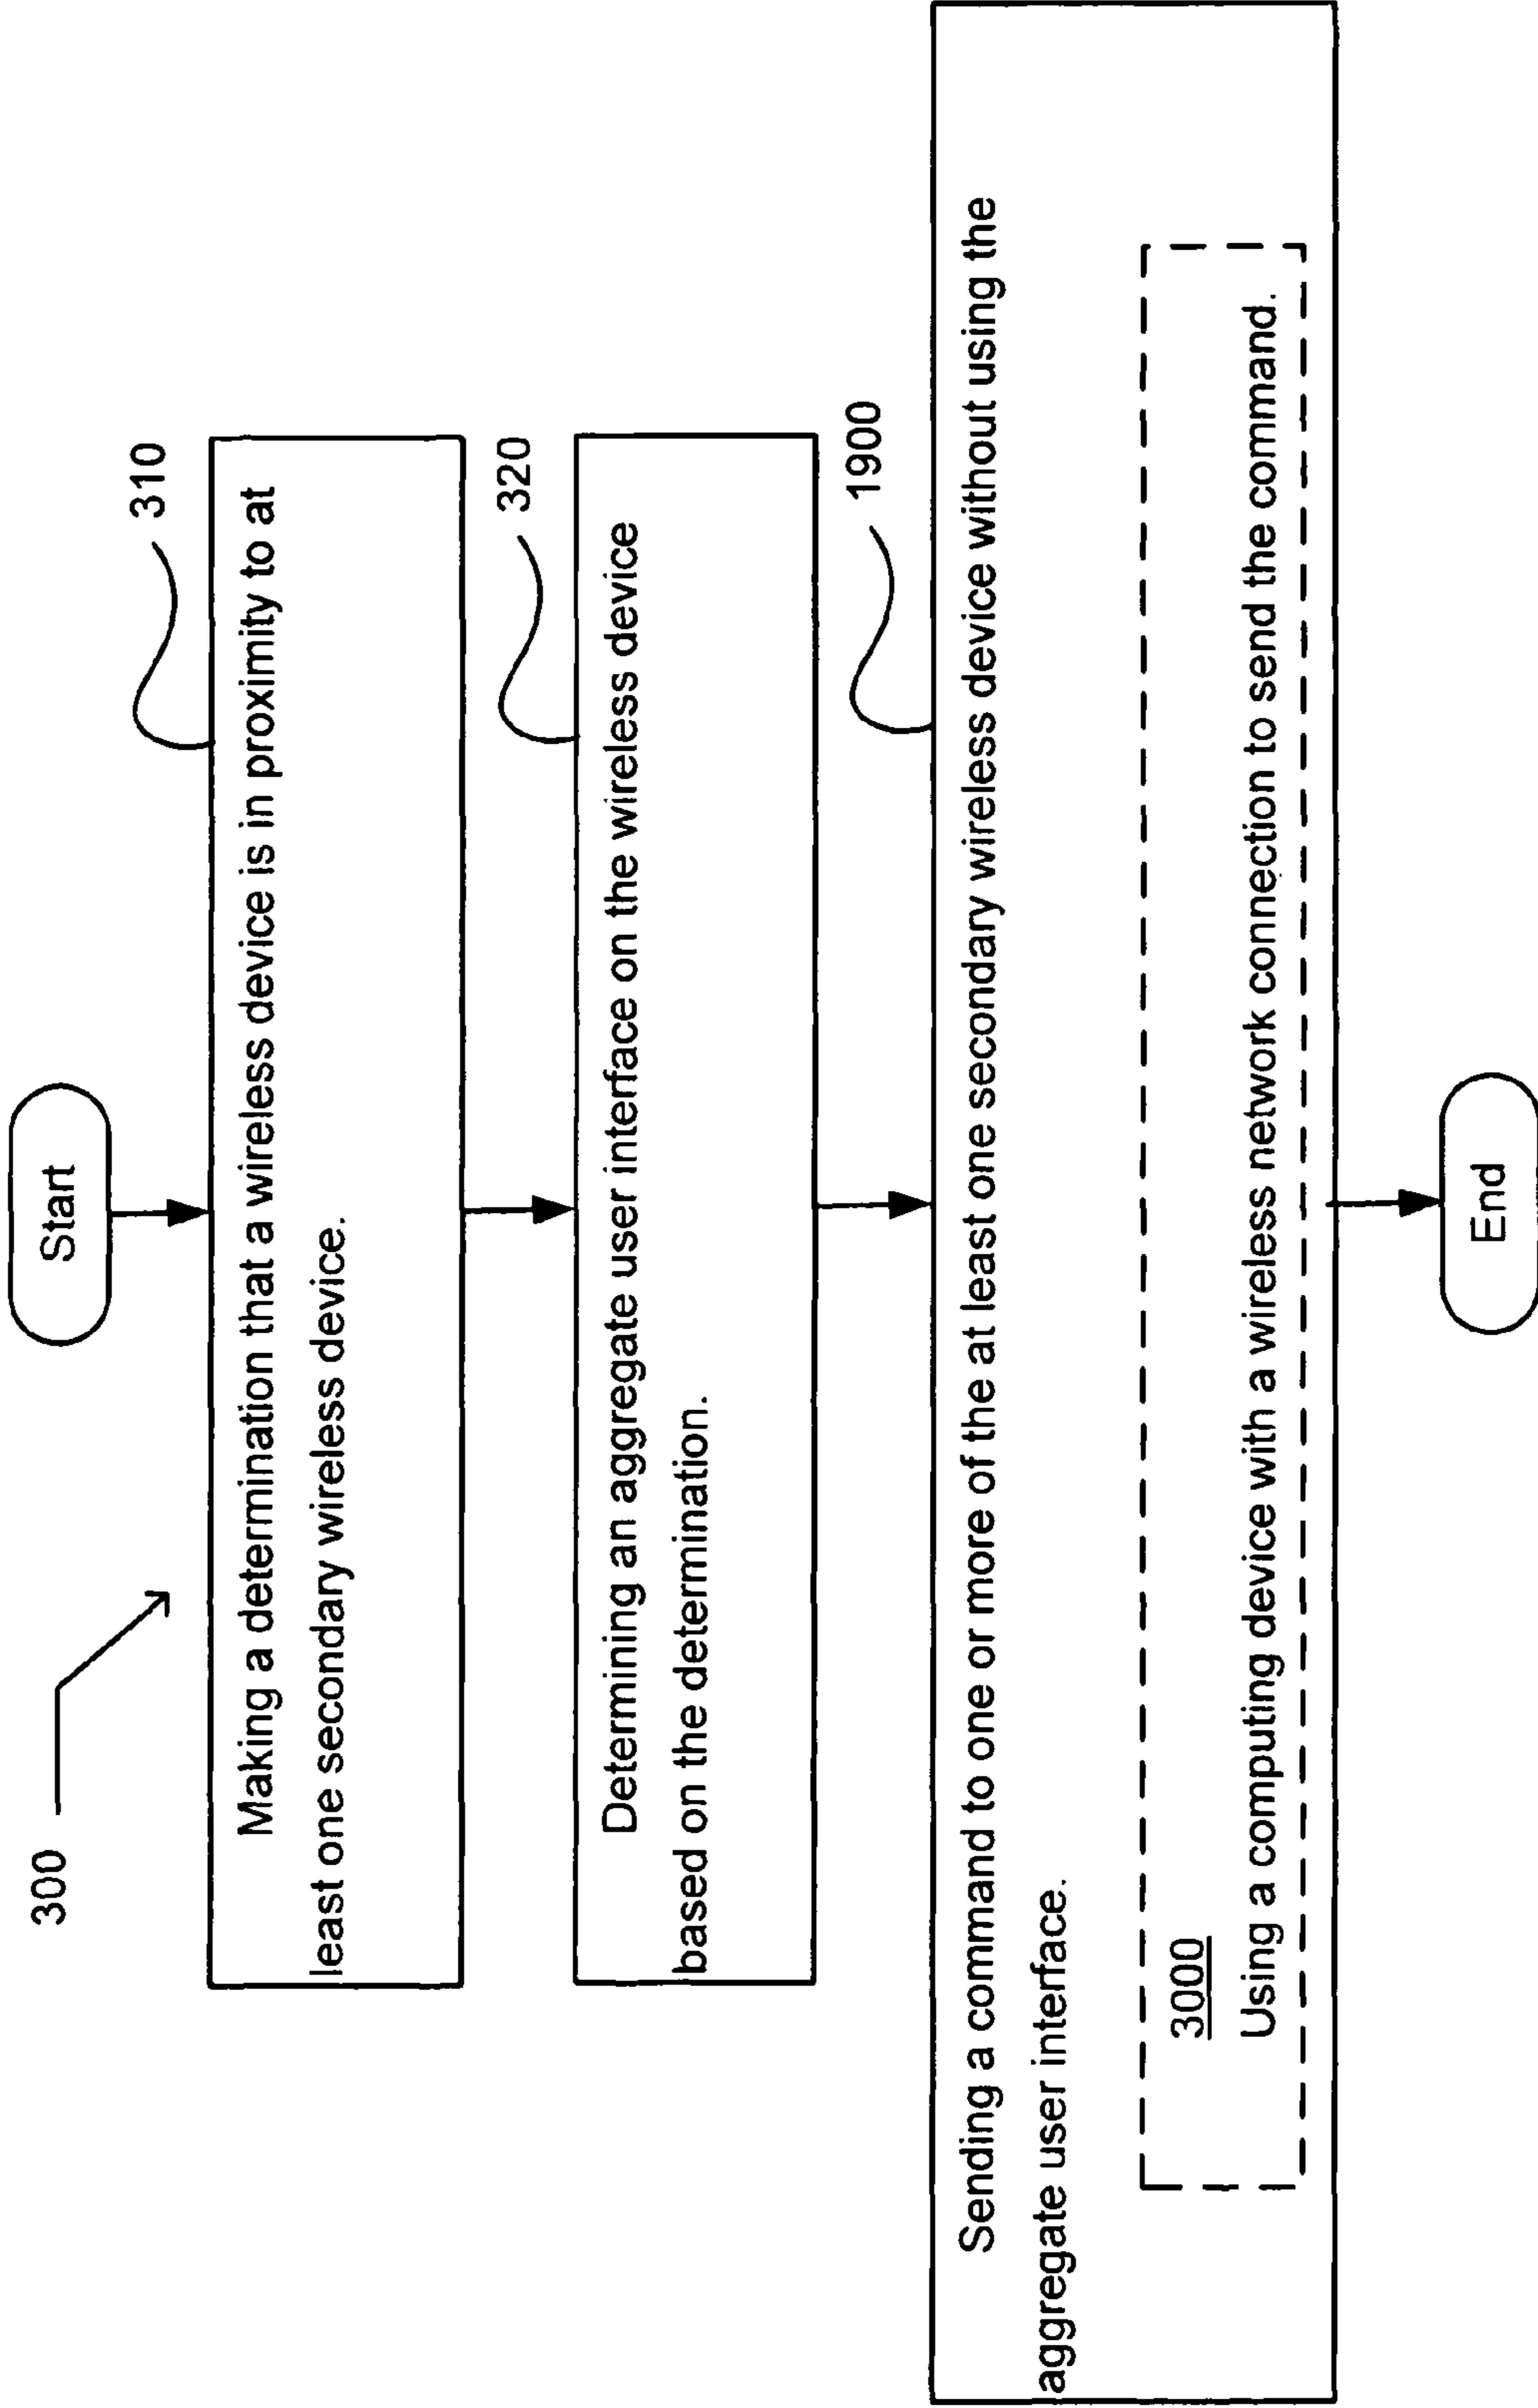 300
Start
310
Making a determination that a wireless device is in proximity to at
least one secondary wireless device.
320
Determining an aggregate user interface on the wireless device
based on the determination.
1900
Sending a command to one or more of the at least one secondary wireless device without using the
aggregate user interface.
3000
Using a computing device with a wireless network connection to send the command.
End